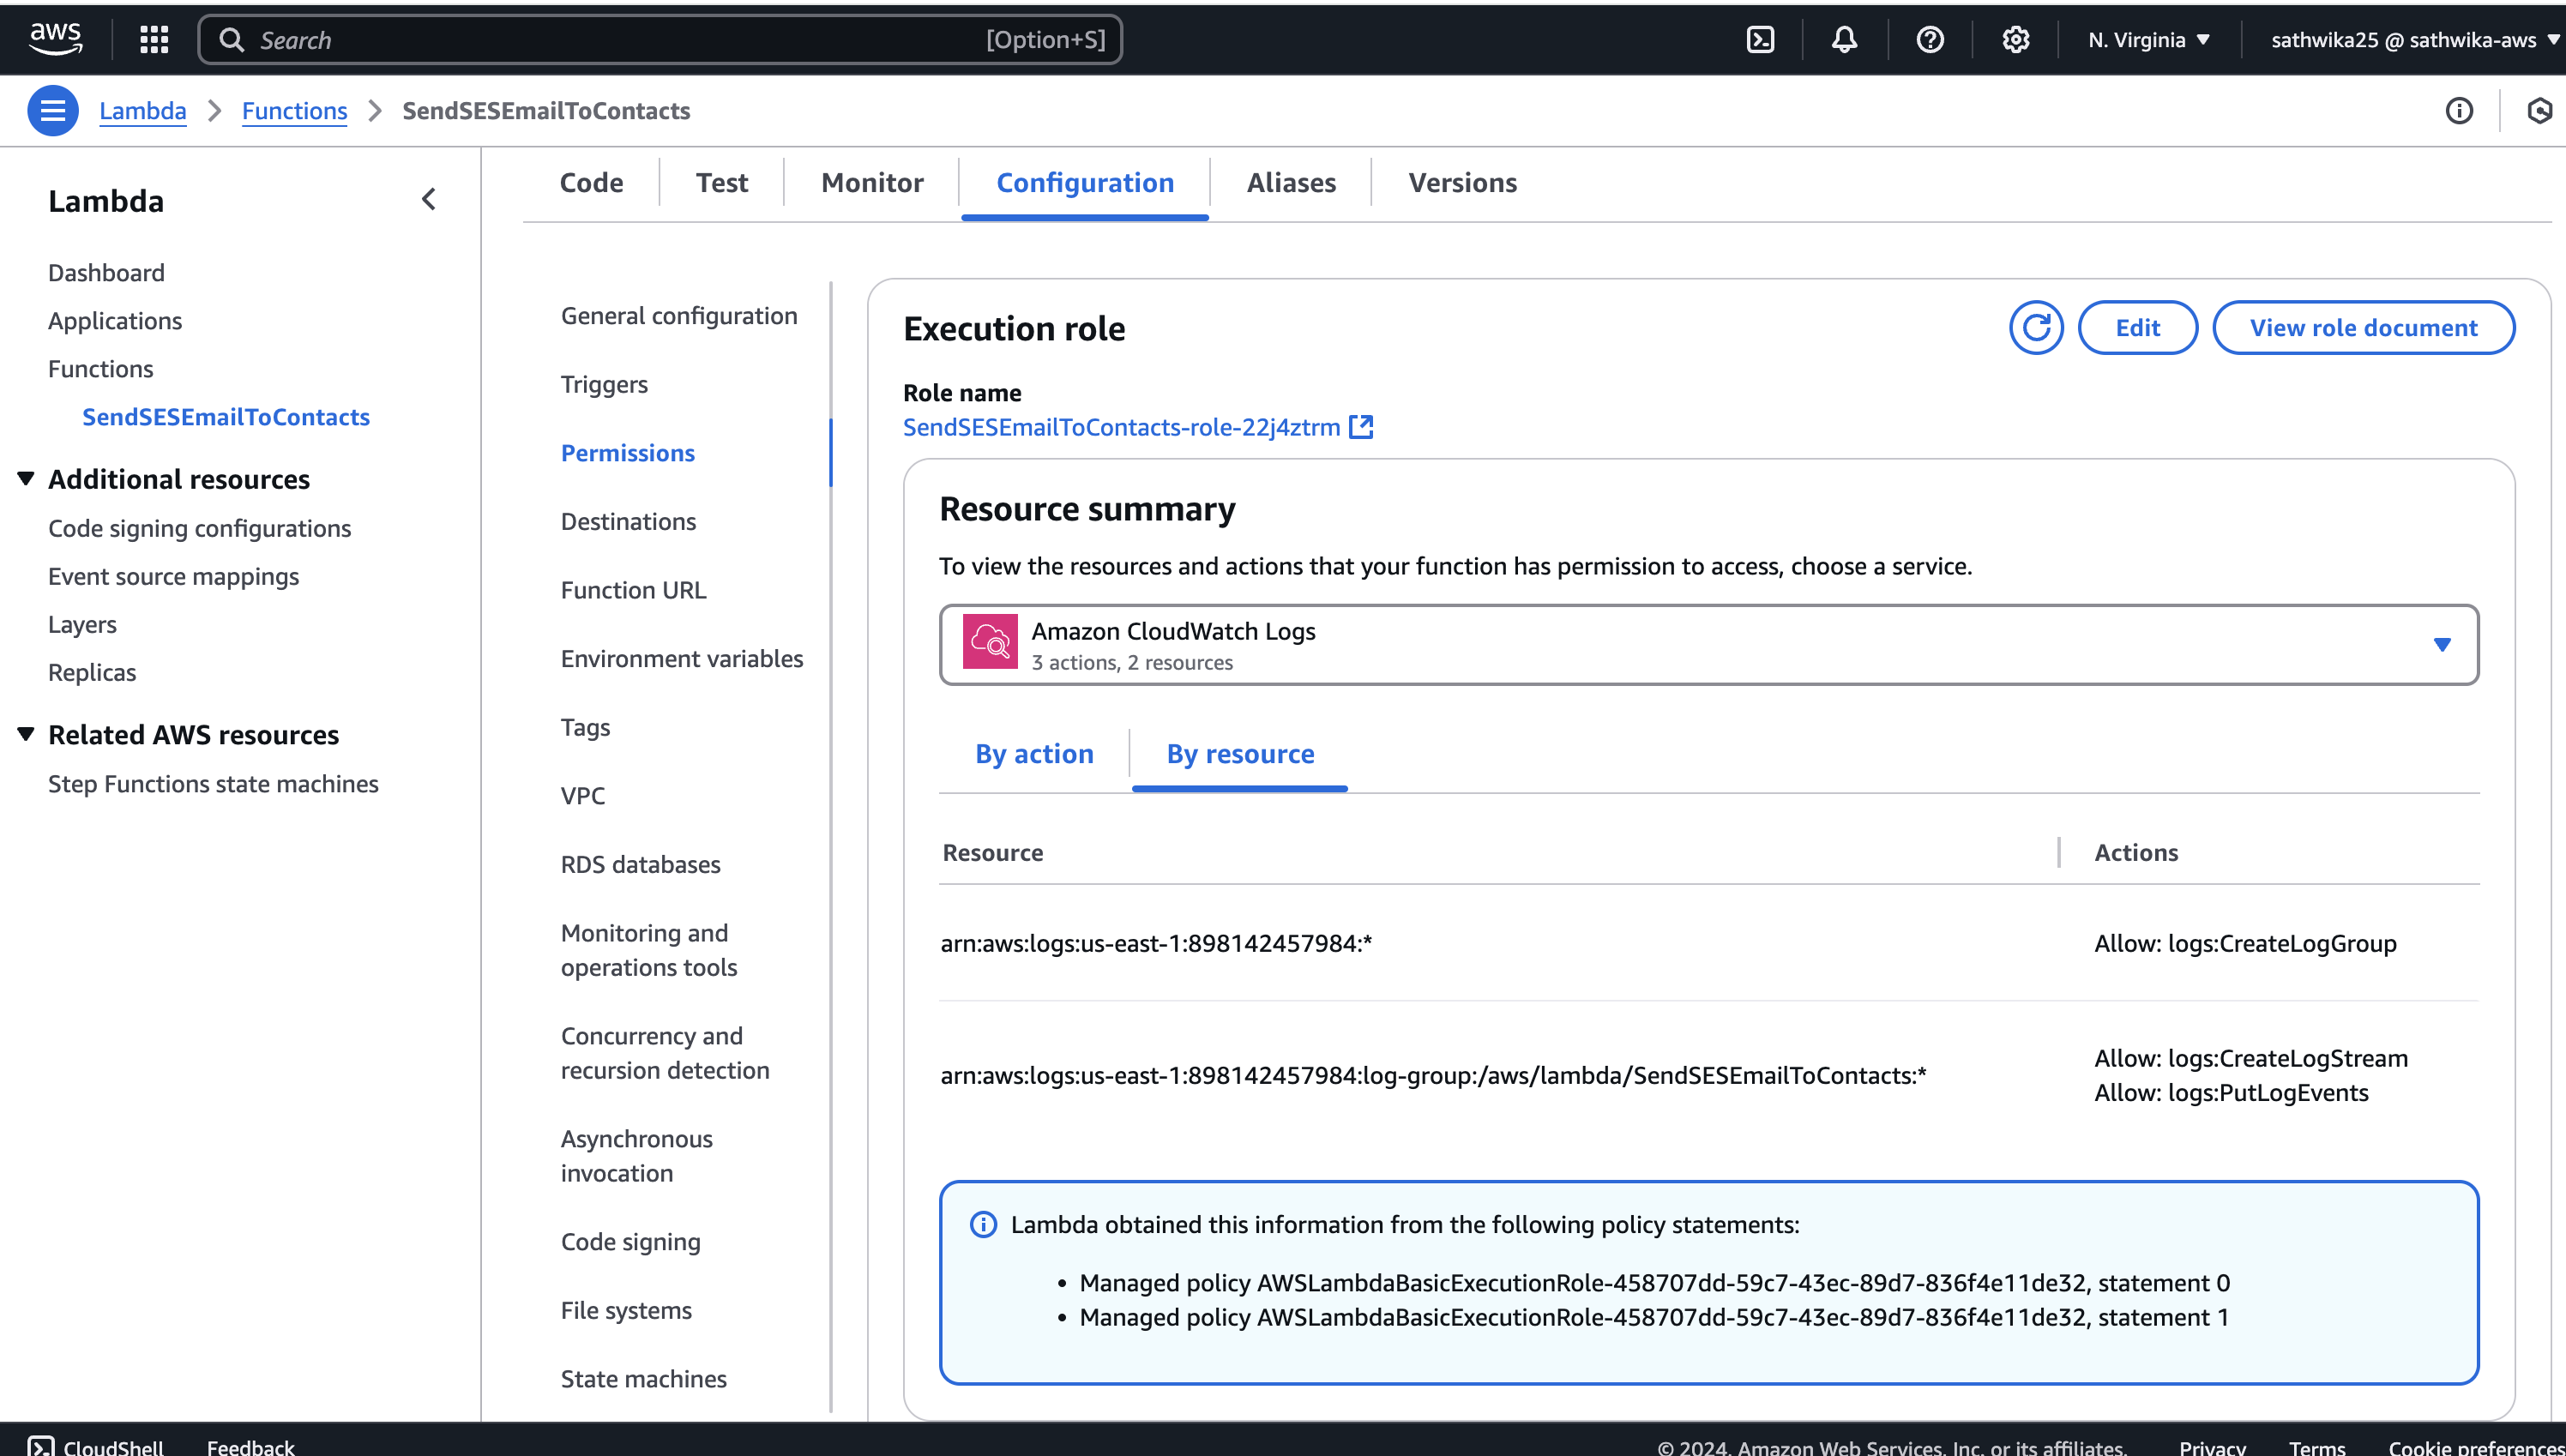 aws
Search
[Option+S]
N. Virginia
sathwika25 @ sathwika-aws
Lambda
Functions
SendSESEmailToContacts
Lambda
Dashboard
Applications
Functions
SendSESEmailToContacts
Additional resources
Code signing configurations
Event source mappings
Layers
Replicas
Related AWS resources
Step Functions state machines
Code
Test
Monitor
Configuration
Aliases
Versions
General configuration
Triggers
Permissions
Destinations
Function URL
Environment variables
Tags
VPC
RDS databases
Monitoring and
operations tools
Concurrency and
recursion detection
Asynchronous
invocation
Code signing
File systems
State machines
Execution role
Edit
View role document
Role name
SendSESEmailToContacts-role-22j4ztrm
Resource summary
To view the resources and actions that your function has permission to access, choose a service.
Amazon CloudWatch Logs
3 actions, 2 resources
By action
By resource
Resource
Actions
arn:aws:logs:us-east-1:898142457984:*
Allow: logs:CreateLogGroup
arn:aws:logs:us-east-1:898142457984:log-group:/aws/lambda/SendSESEmailToContacts:*
Allow: logs:CreateLogStream
Allow: logs:PutLogEvents
Lambda obtained this information from the following policy statements:
• Managed policy AWSLambdaBasicExecutionRole-458707dd-59c7-43ec-89d7-836f4e11de32, statement 0
• Managed policy AWSLambdaBasicExecutionRole-458707dd-59c7-43ec-89d7-836f4e11de32, statement 1
CloudShell
Feedback
© 2024, Amazon Web Services, Inc. or its affiliates.
Privacy
Terms
Cookie preferences